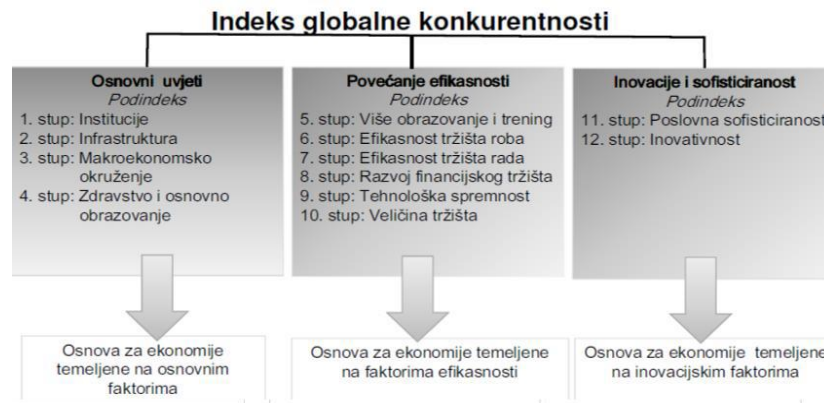 Indeks globalne konkurentnosti
Osnovni uvjeti
Podindeks
1. stup: Institucije
2. stup: Infrastruktura
3. stup: Makroekonomsko
okruženje
4. stup: Zdravstvo i osnovno
obrazovanje
Povećanje efikasnosti
Podindeks
5. stup: Više obrazovanje i trening
6. stup: Efikasnost tržišta roba
7. stup: Efikasnost tržišta rada
8. stup: Razvoj financijskog tržišta
9. stup: Tehnološka spremnost
10. stup: Veličina tržišta
Inovacije i sofisticiranost
Podindeks
11. stup: Poslovna sofisticiranost
12. stup: Inovativnost
Osnova za ekonomije
temeljene na osnovnim
faktorima
Osnova za ekonomije temeljene
na faktorima efikasnosti
Osnova za ekonomije temeljene
na inovacijskim faktorima